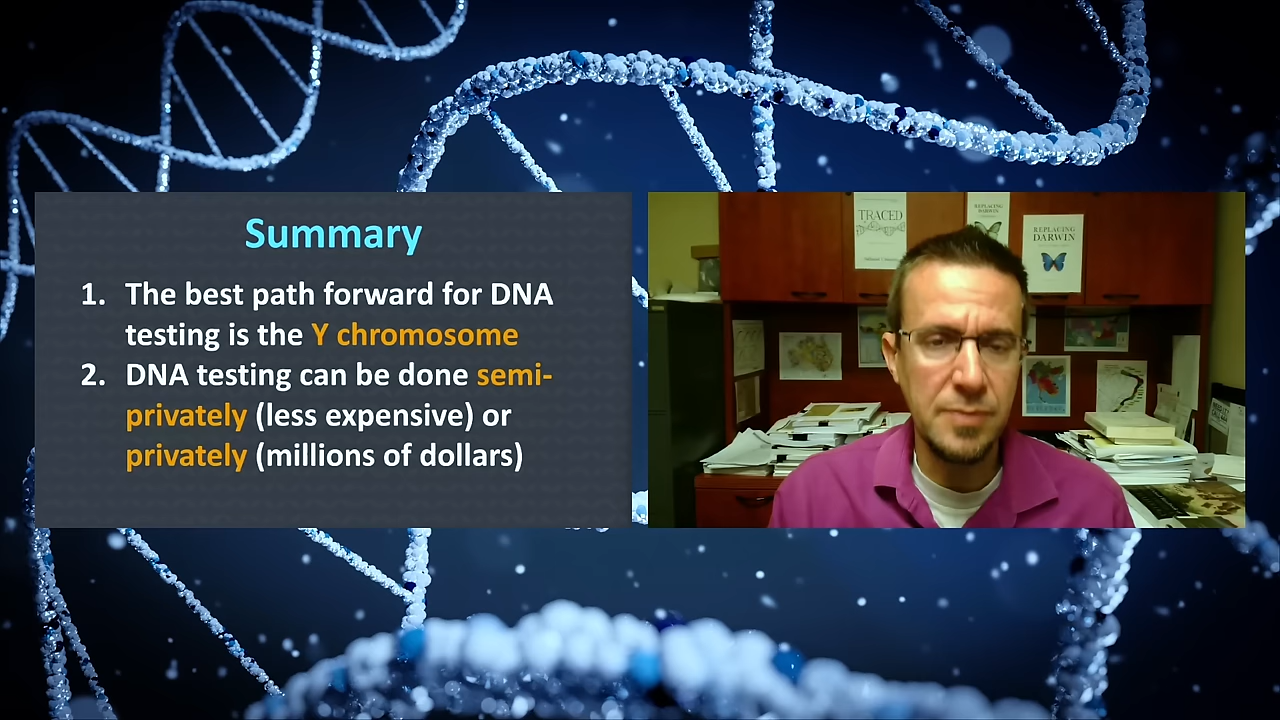 Summary
1. The best path forward for DNA
testing is the Y chromosome
2. DNA testing can be done semi-
privately (less expensive) or
privately (millions of dollars)
TRACED
REPLACING
DARWIN
REPLACING
DARWIN